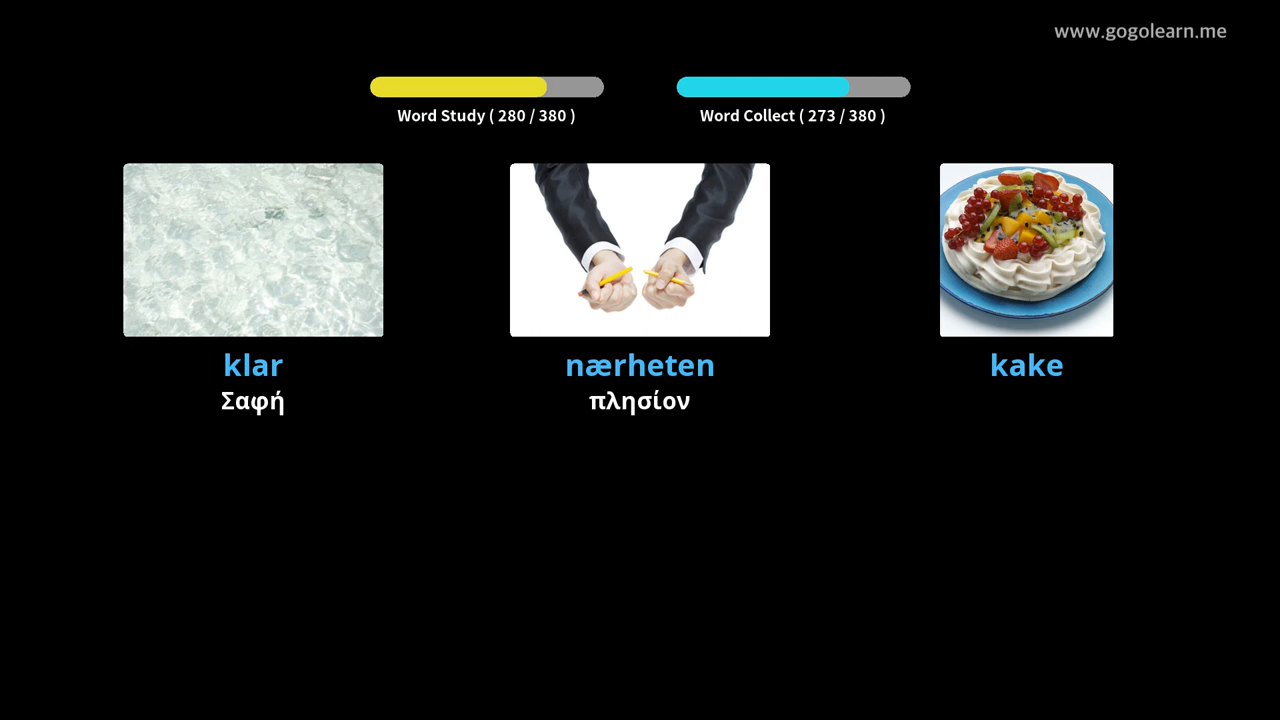 www.gogolearn.me
Word Study ( 280 / 380 )
Word Collect ( 273 / 380 )
klar
Σαφή
nærheten
πλησίον
kake